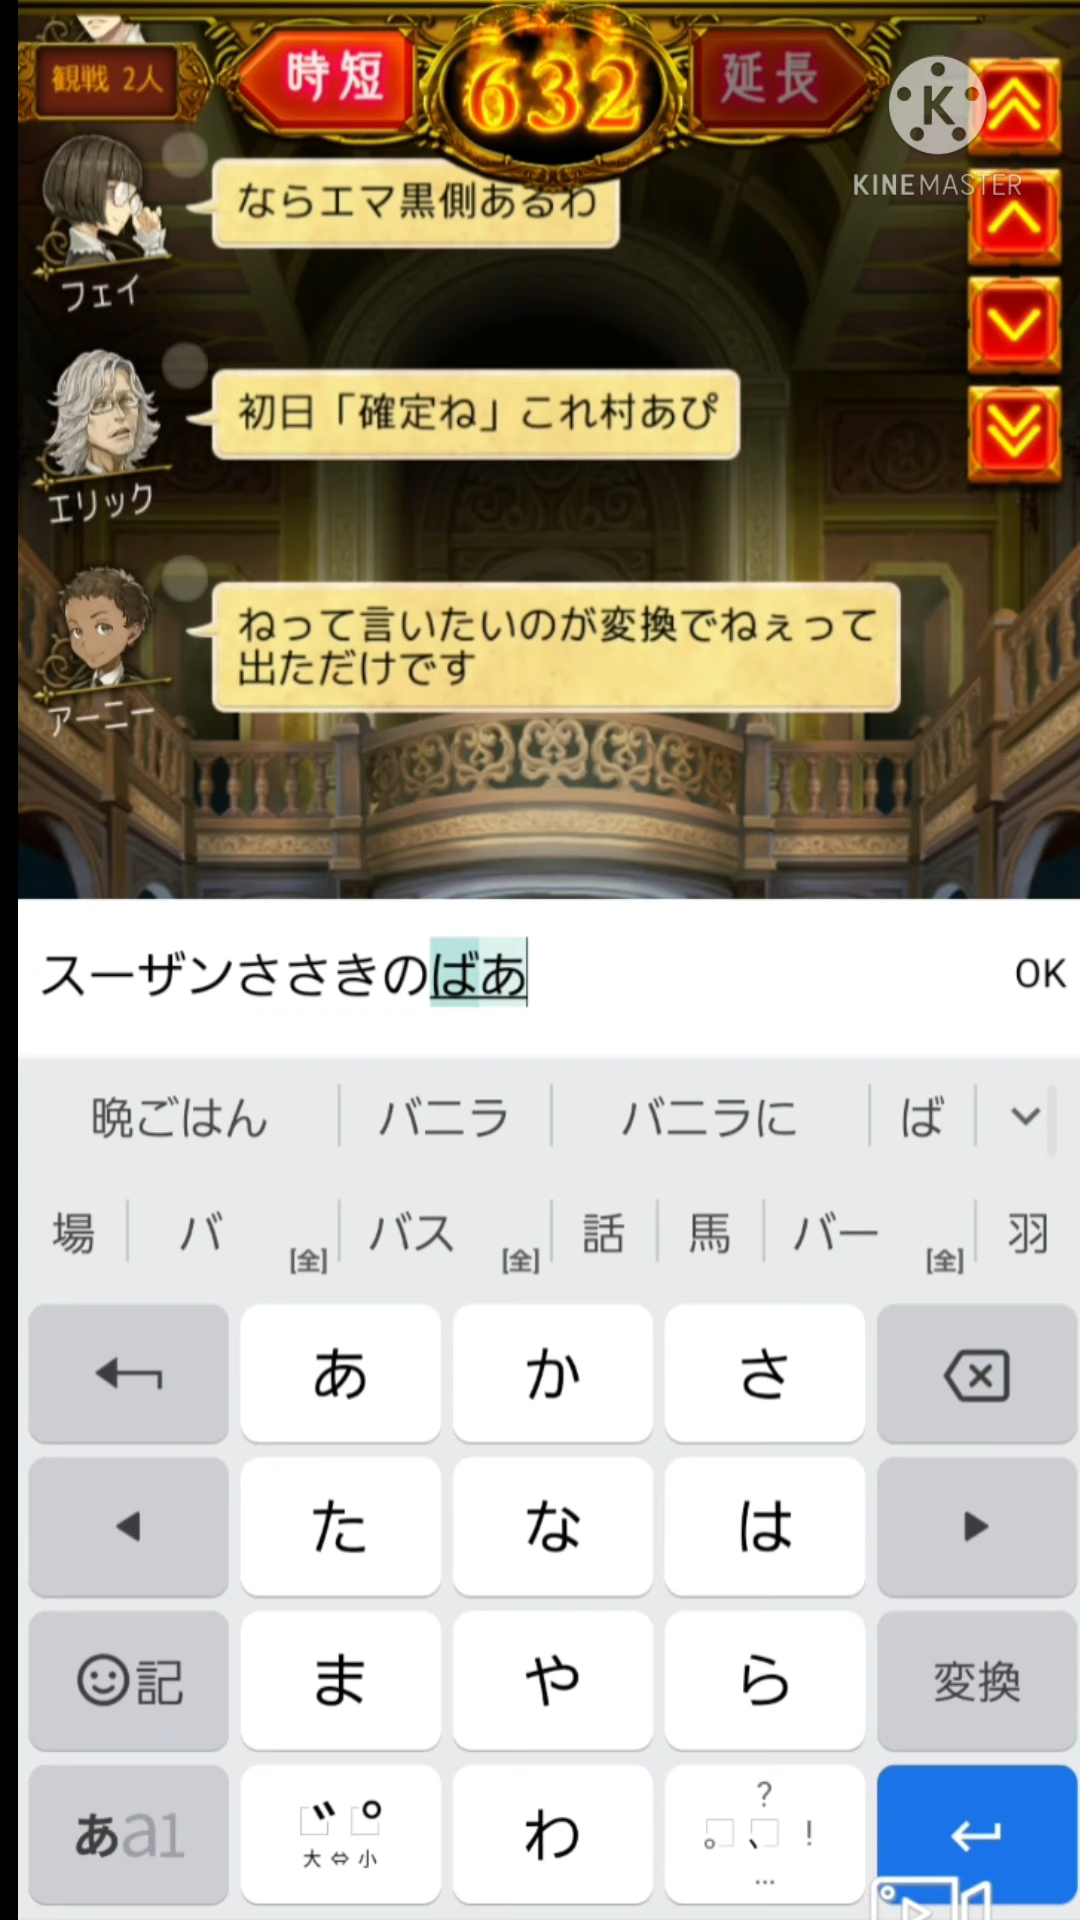 観戦 2人
時短
632
延長
K
KINEMASTER
ならエマ黒側あるわ
フェイ
初日「確定ね」これ村あぴ
エリック
ねって言いたいのが変換でねぇって
出ただけです
アーニー
スーザンささきのばあ
OK
晩ごはん
バニラ
バニラに
ば
場
バ
[全]
バス
[全]
話
馬
バー
[全]
羽
あ
か
さ
た
な
は
記
ま
や
ら
変換
あa1
゛゜
大⇔小
わ
?
。、!
...